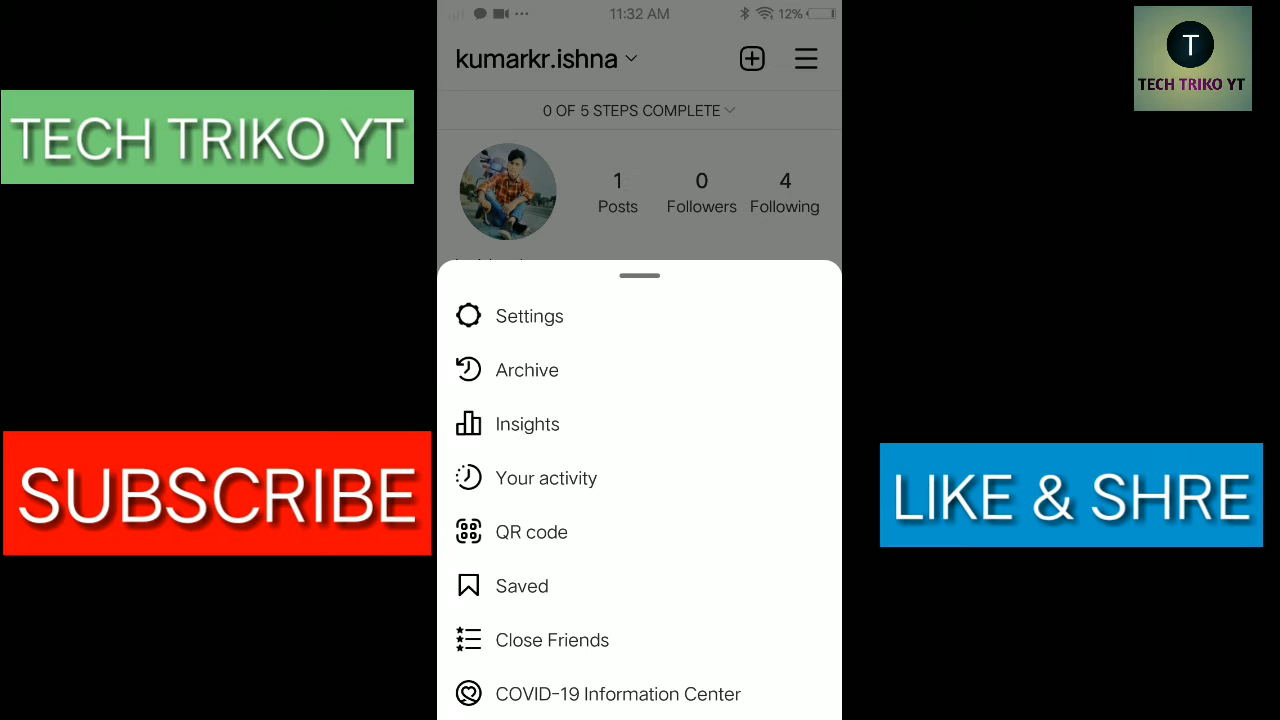 11:32 AM
12%
kumarkr.ishna
T
TECH TRIKO YT
0 OF 5 STEPS COMPLETE
TECH TRIKO YT
1 0 4
Posts Followers Following
Settings
Archive
Insights
Your activity
SUBSCRIBE
LIKE & SHRE
QR code
Saved
Close Friends
COVID-19 Information Center